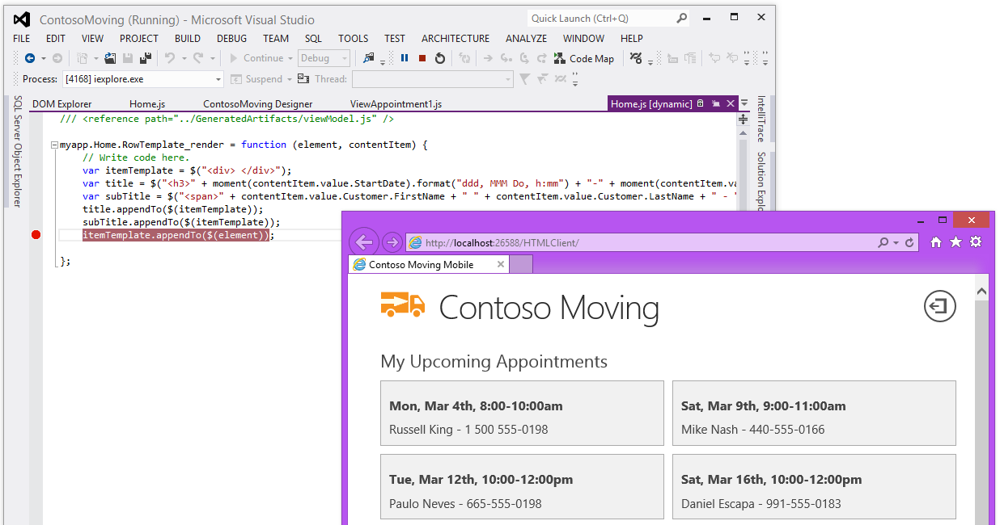 ContosoMoving (Running) - Microsoft Visual Studio
Quick Launch (Ctrl+Q)
FILE EDIT VIEW PROJECT BUILD DEBUG TEAM SQL TOOLS TEST ARCHITECTURE ANALYZE WINDOW HELP
Continue Debug Code Map
Process: [4168] iexplore.exe Suspend Thread:
SQL Server Object Explorer
DOM Explorer Home.js ContosoMoving Designer ViewAppointment1.js Home.js [dynamic]
IntelliTrace
Solution Explo
/// <reference path="../GeneratedArtifacts/viewModel.js" />
myapp.Home.RowTemplate_render = function (element, contentItem) {
// Write code here.
var itemTemplate = $("<div> </div>");
var title = $("<h3>" + moment(contentItem.value.StartDate).format("ddd, MMM Do, h:mm") + "-" + moment(contentItem.va
var subTitle = $("<span>" + contentItem.value.Customer.FirstName + " " + contentItem.value.Customer.LastName + " - "
title.appendTo($(itemTemplate));
subTitle.appendTo($(itemTemplate));
itemTemplate.appendTo($(element));
};
http://localhost:26588/HTMLClient/
Contoso Moving Mobile
Contoso Moving
My Upcoming Appointments
Mon, Mar 4th, 8:00-10:00am
Russell King - 1 500 555-0198
Sat, Mar 9th, 9:00-11:00am
Mike Nash - 440-555-0166
Tue, Mar 12th, 10:00-12:00pm
Paulo Neves - 665-555-0198
Sat, Mar 16th, 10:00-12:00pm
Daniel Escapa - 991-555-0183